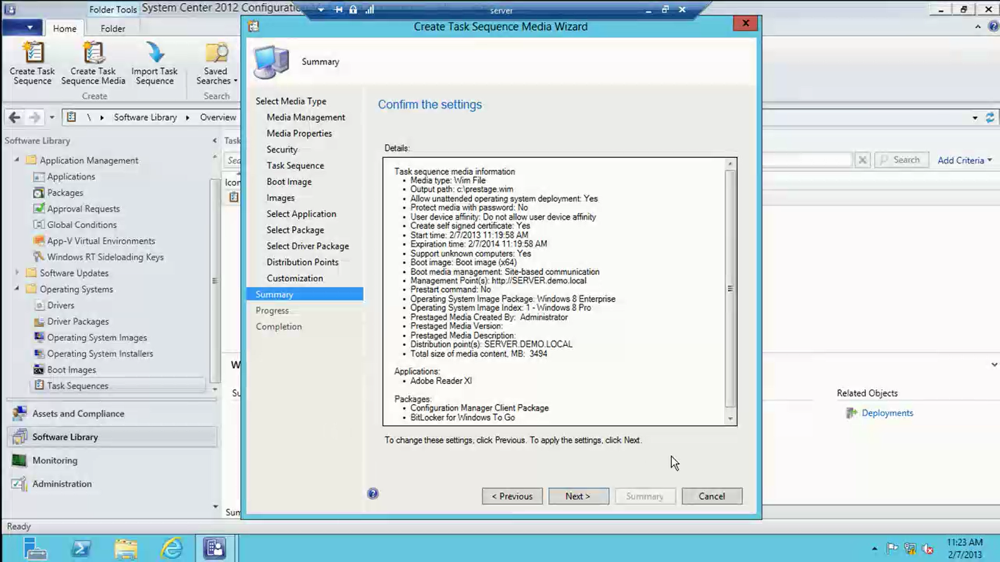 Folder Tools
System Center 2012 Configurati
server
Home
Folder
Create Task Sequence Media Wizard
Create Task
Sequence
Create Task
Sequence Media
Import Task
Sequence
Saved
Searches
Create
Search
Summary
\
Software Library
Overview
Software Library
Task
Application Management
Applications
Packages
Approval Requests
Global Conditions
App-V Virtual Environments
Windows RT Sideloading Keys
Software Updates
Operating Systems
Drivers
Driver Packages
Operating System Images
Operating System Installers
Boot Images
Task Sequences
Assets and Compliance
Software Library
Monitoring
Administration
Sea
Icon
W
Su
Sum
Select Media Type
Media Management
Media Properties
Security
Task Sequence
Boot Image
Images
Select Application
Select Package
Select Driver Package
Distribution Points
Customization
Summary
Progress
Completion
Confirm the settings
Details:
Task sequence media information
• Media type: Wim File
• Output path: c:\prestage.wim
• Allow unattended operating system deployment: Yes
• Protect media with password: No
• User device affinity: Do not allow user device affinity
• Create self signed certificate: Yes
• Start time: 2/7/2013 11:19:58 AM
• Expiration time: 2/7/2014 11:19:58 AM
• Support unknown computers: Yes
• Boot image: Boot image (x64)
• Boot media management: Site-based communication
• Management Point(s): http://SERVER.demo.local
• Prestart command: No
• Operating System Image Package: Windows 8 Enterprise
• Operating System Image Index: 1 - Windows 8 Pro
• Prestaged Media Created By: Administrator
• Prestaged Media Version:
• Prestaged Media Description:
• Distribution point(s): SERVER.DEMO.LOCAL
• Total size of media content, MB: 3494
Applications:
• Adobe Reader XI
Packages:
• Configuration Manager Client Package
• BitLocker for Windows To Go
To change these settings, click Previous. To apply the settings, click Next.
< Previous
Next >
Summary
Cancel
Search
Add Criteria
Related Objects
Deployments
Ready
11:23 AM
2/7/2013